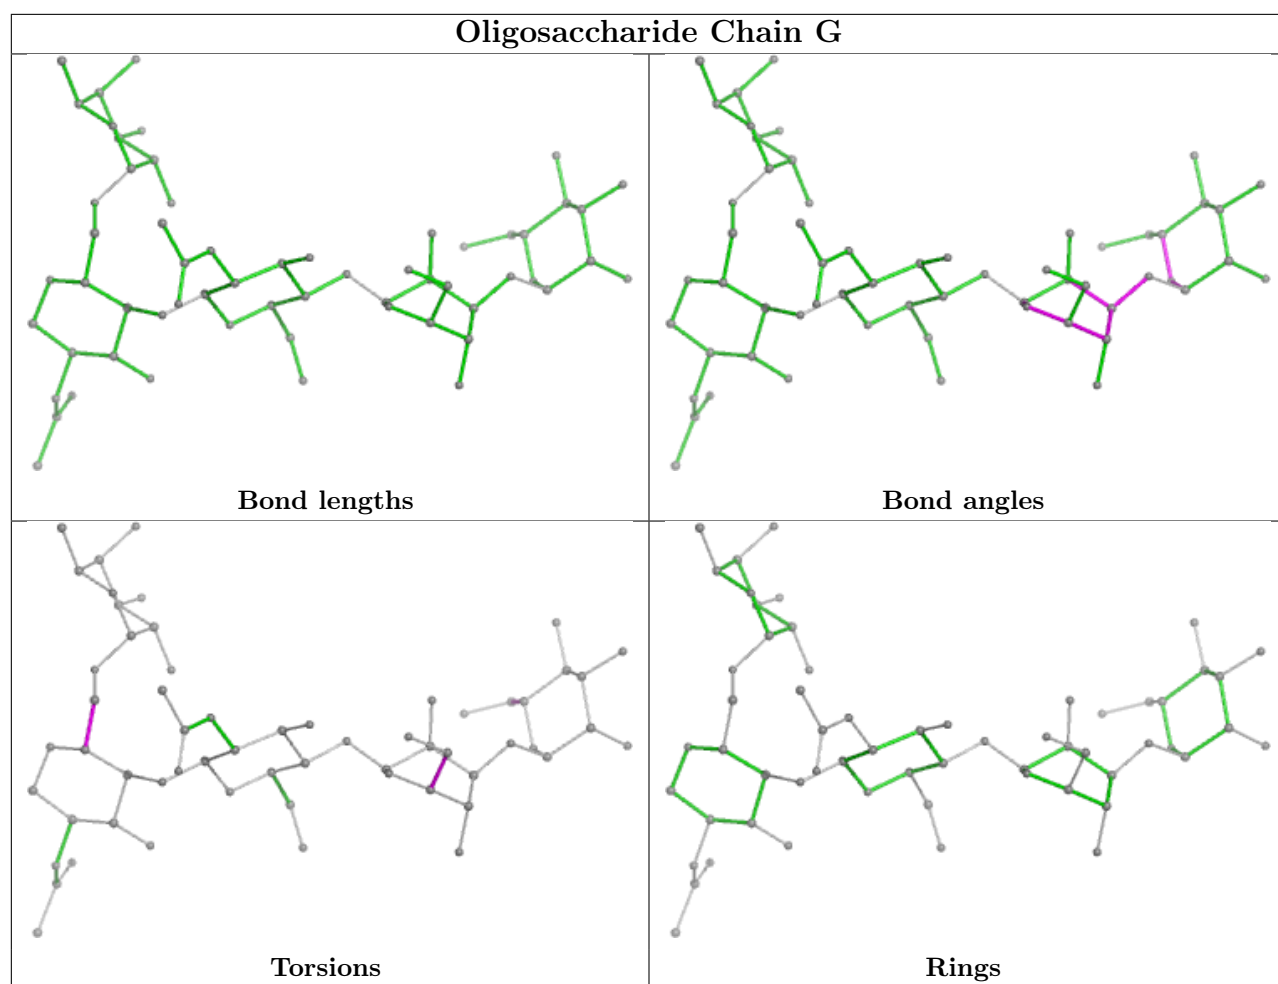 Oligosaccharide Chain G
Bond lengths
Bond angles
Torsions
Rings